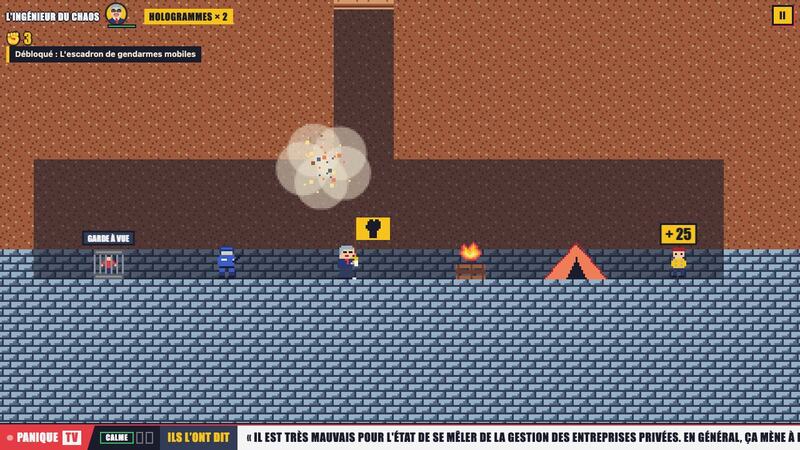 L'INGÉNIEUR DU CHAOS
HOLOGRAMMES × 2
3
Débloqué : L'escadron de gendarmes mobiles
GARDE À VUE
+ 25
PANIQUE TV
CALME
ILS L'ONT DIT
« IL EST TRÈS MAUVAIS POUR L'ÉTAT DE SE MÊLER DE LA GESTION DES ENTREPRISES PRIVÉES. EN GÉNÉRAL, ÇA MÈNE À